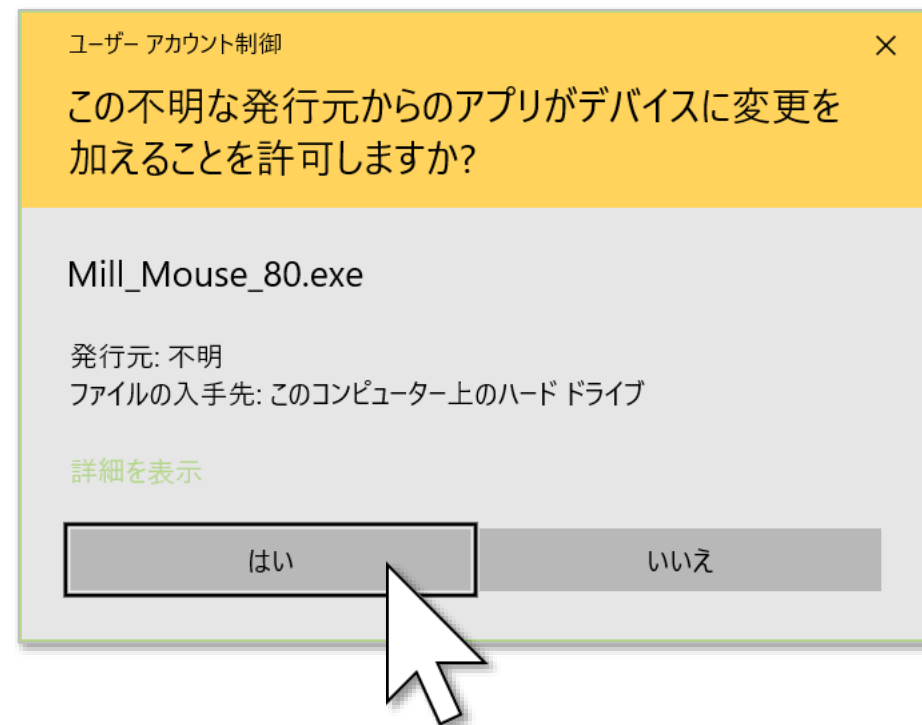 ユーザー アカウント制御
この不明な発行元からのアプリがデバイスに変更を
加えることを許可しますか?
Mill_Mouse_80.exe
発行元: 不明
ファイルの入手先: このコンピューター上のハード ドライブ
詳細を表示
はい
いいえ